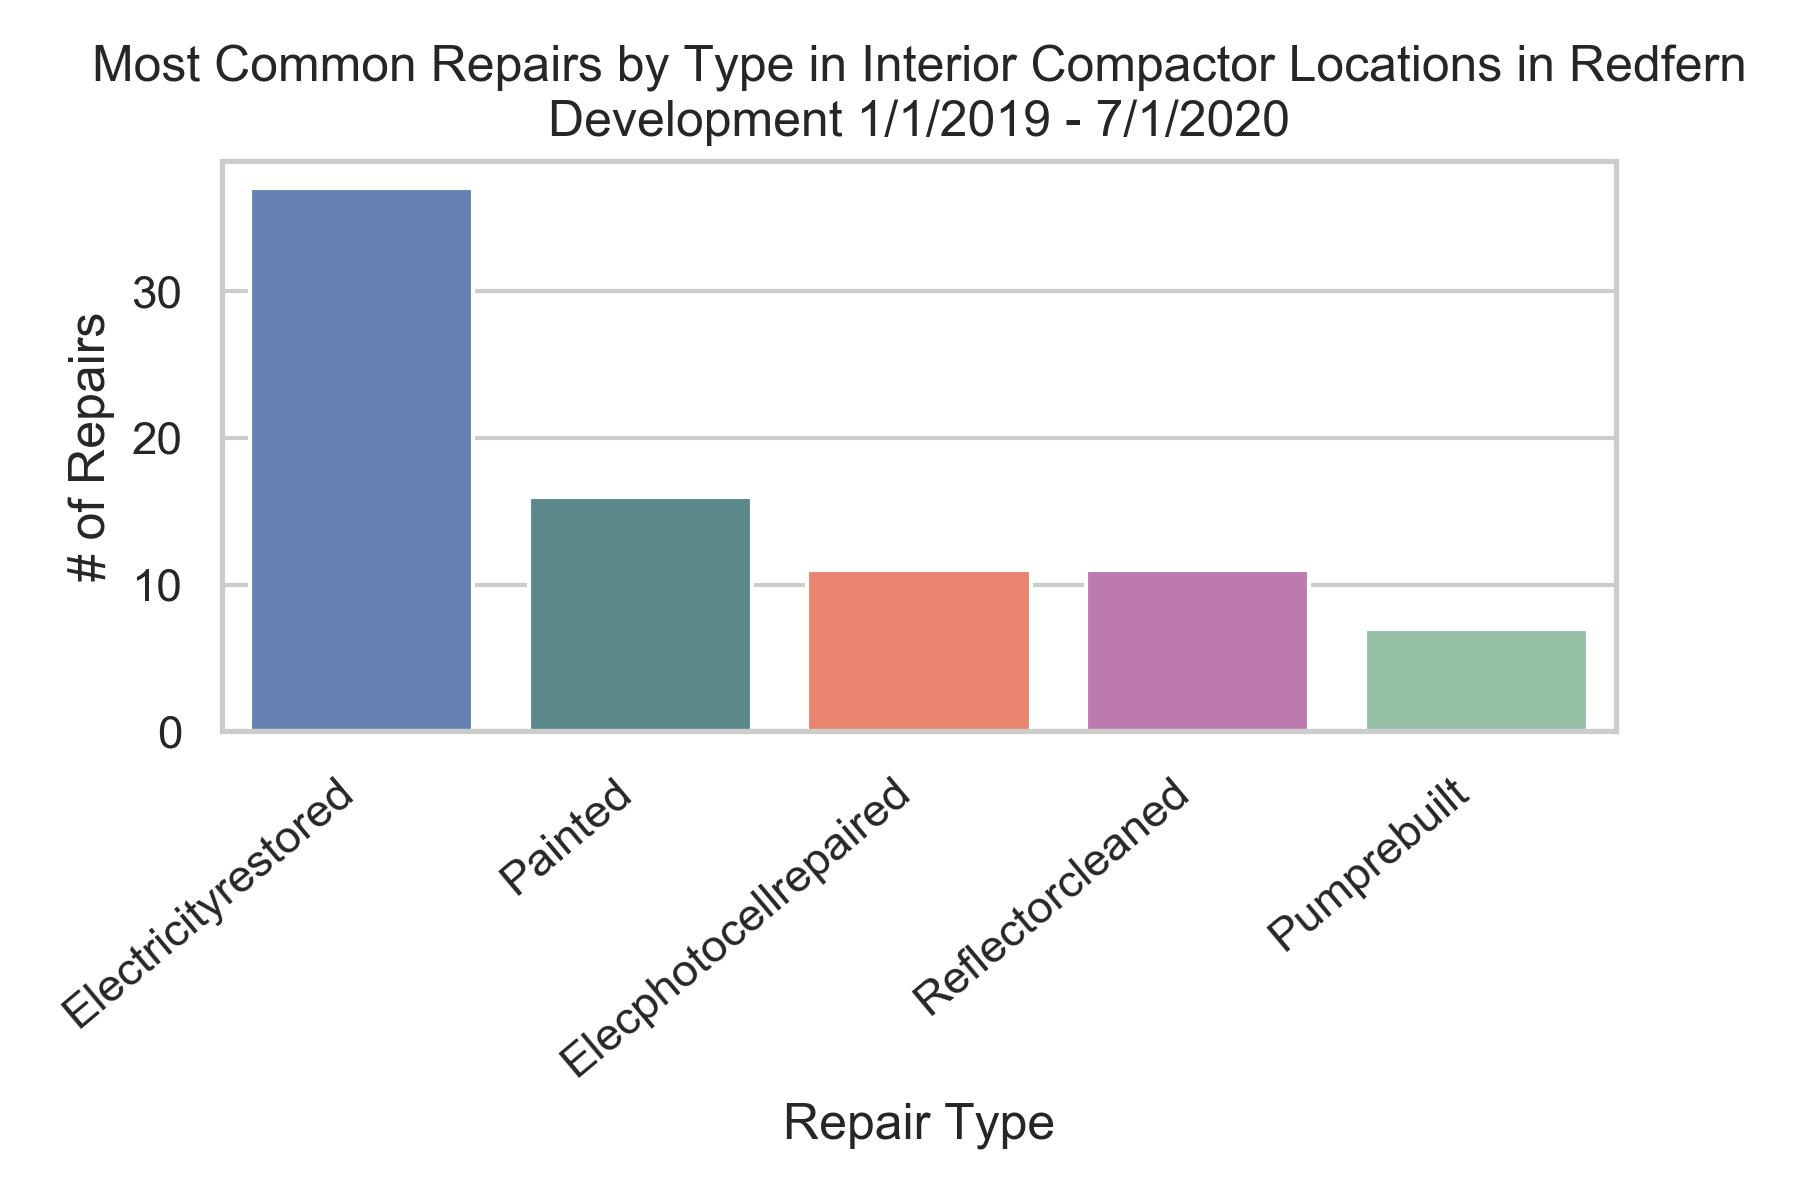 Most Common Repairs by Type in Interior Compactor Locations in Redfern
Development 1/1/2019 - 7/1/2020
# of Repairs
30
20
10
0
Electricityrestored
Painted
Elecphotocellrepaired
Reflectorcleaned
Pumprebuilt
Repair Type